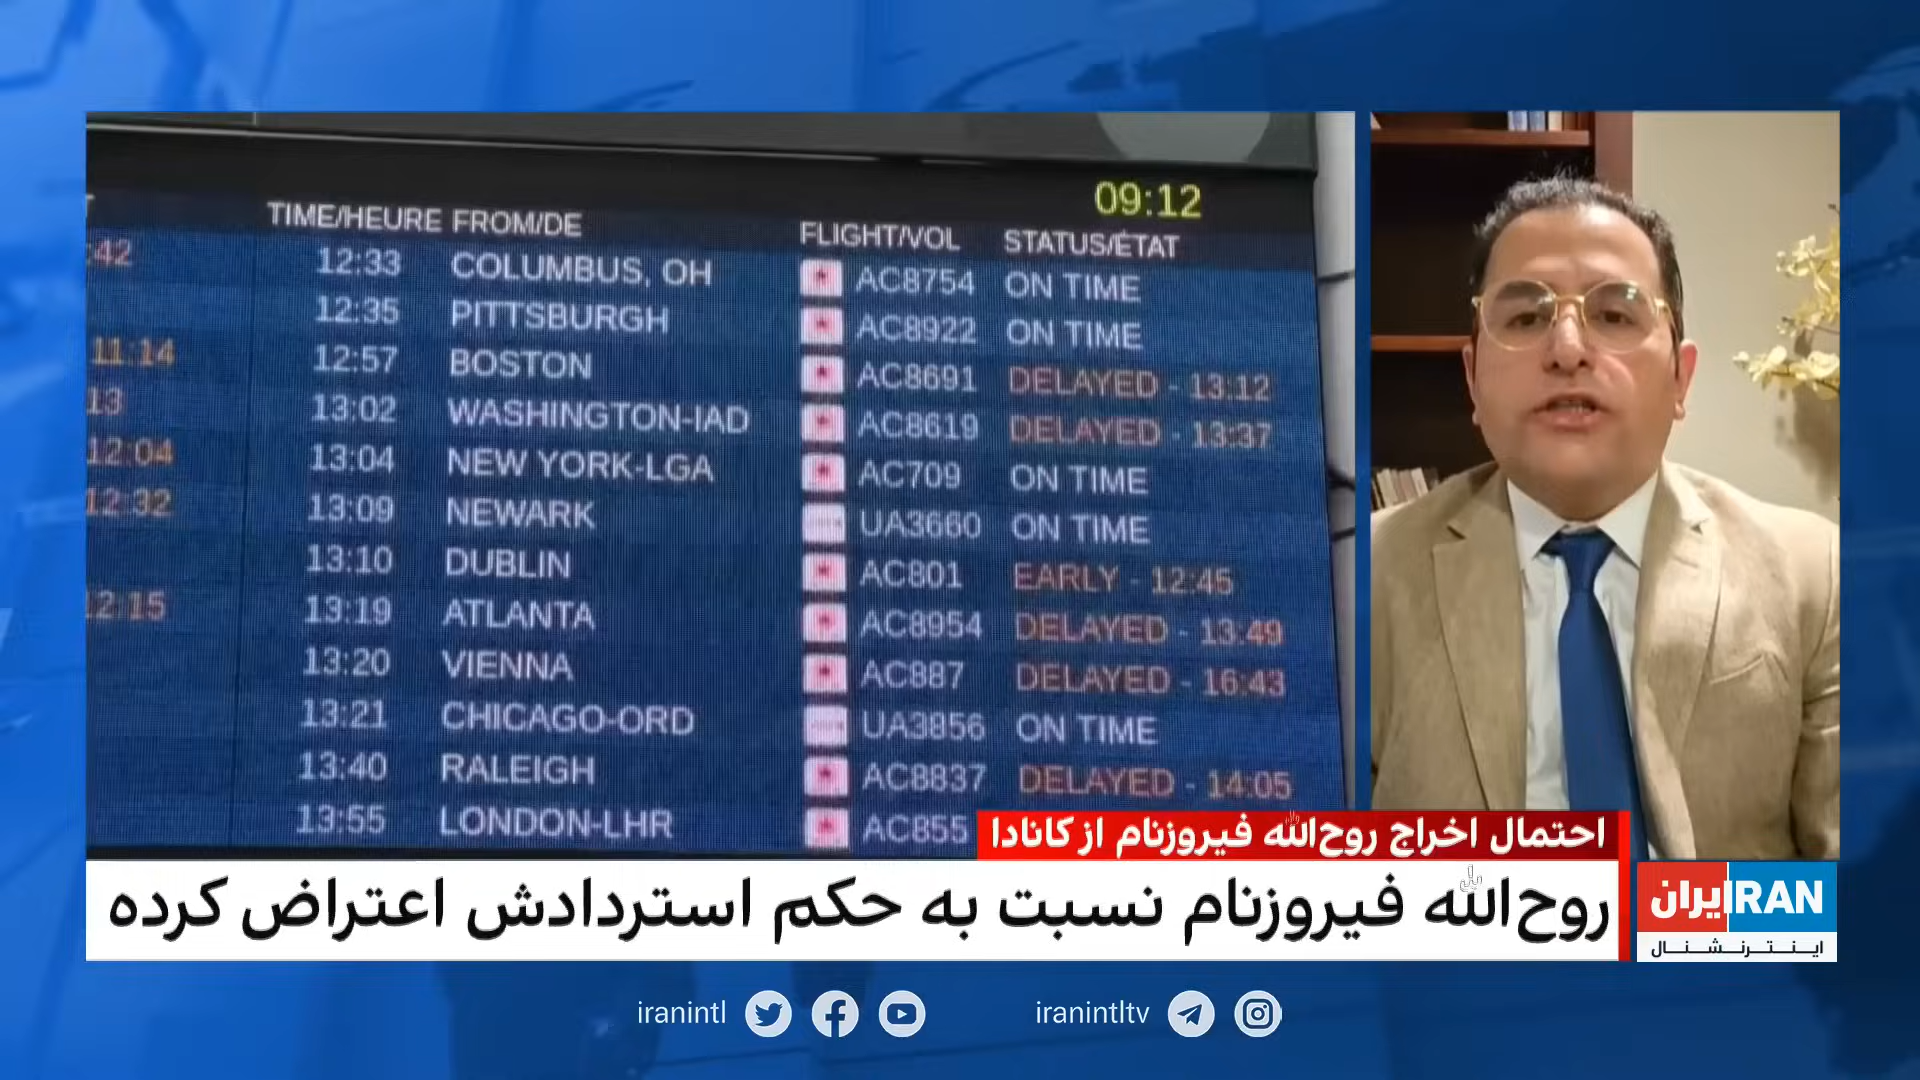 09:12
TIME/HEURE FROM/DE FLIGHT/VOL STATUS/ÉTAT
:42 12:33 COLUMBUS, OH AC8754 ON TIME
12:35 PITTSBURGH AC8922 ON TIME
11:14 12:57 BOSTON AC8691 DELAYED - 13:12
13 13:02 WASHINGTON-IAD AC8619 DELAYED - 13:37
12:04 13:04 NEW YORK-LGA AC709 ON TIME
12:32 13:09 NEWARK UA3660 ON TIME
13:10 DUBLIN AC801 EARLY - 12:45
12:15 13:19 ATLANTA AC8954 DELAYED - 13:49
13:20 VIENNA AC887 DELAYED - 16:43
13:21 CHICAGO-ORD UA3856 ON TIME
13:40 RALEIGH AC8837 DELAYED - 14:05
13:55 LONDON-LHR AC855
احتمال اخراج روح‌الله فیروزنام از کانادا
روح‌الله فیروزنام نسبت به حکم استردادش اعتراض کرده
ایران IRAN
اینترنشنال
iranintl
iranintltv